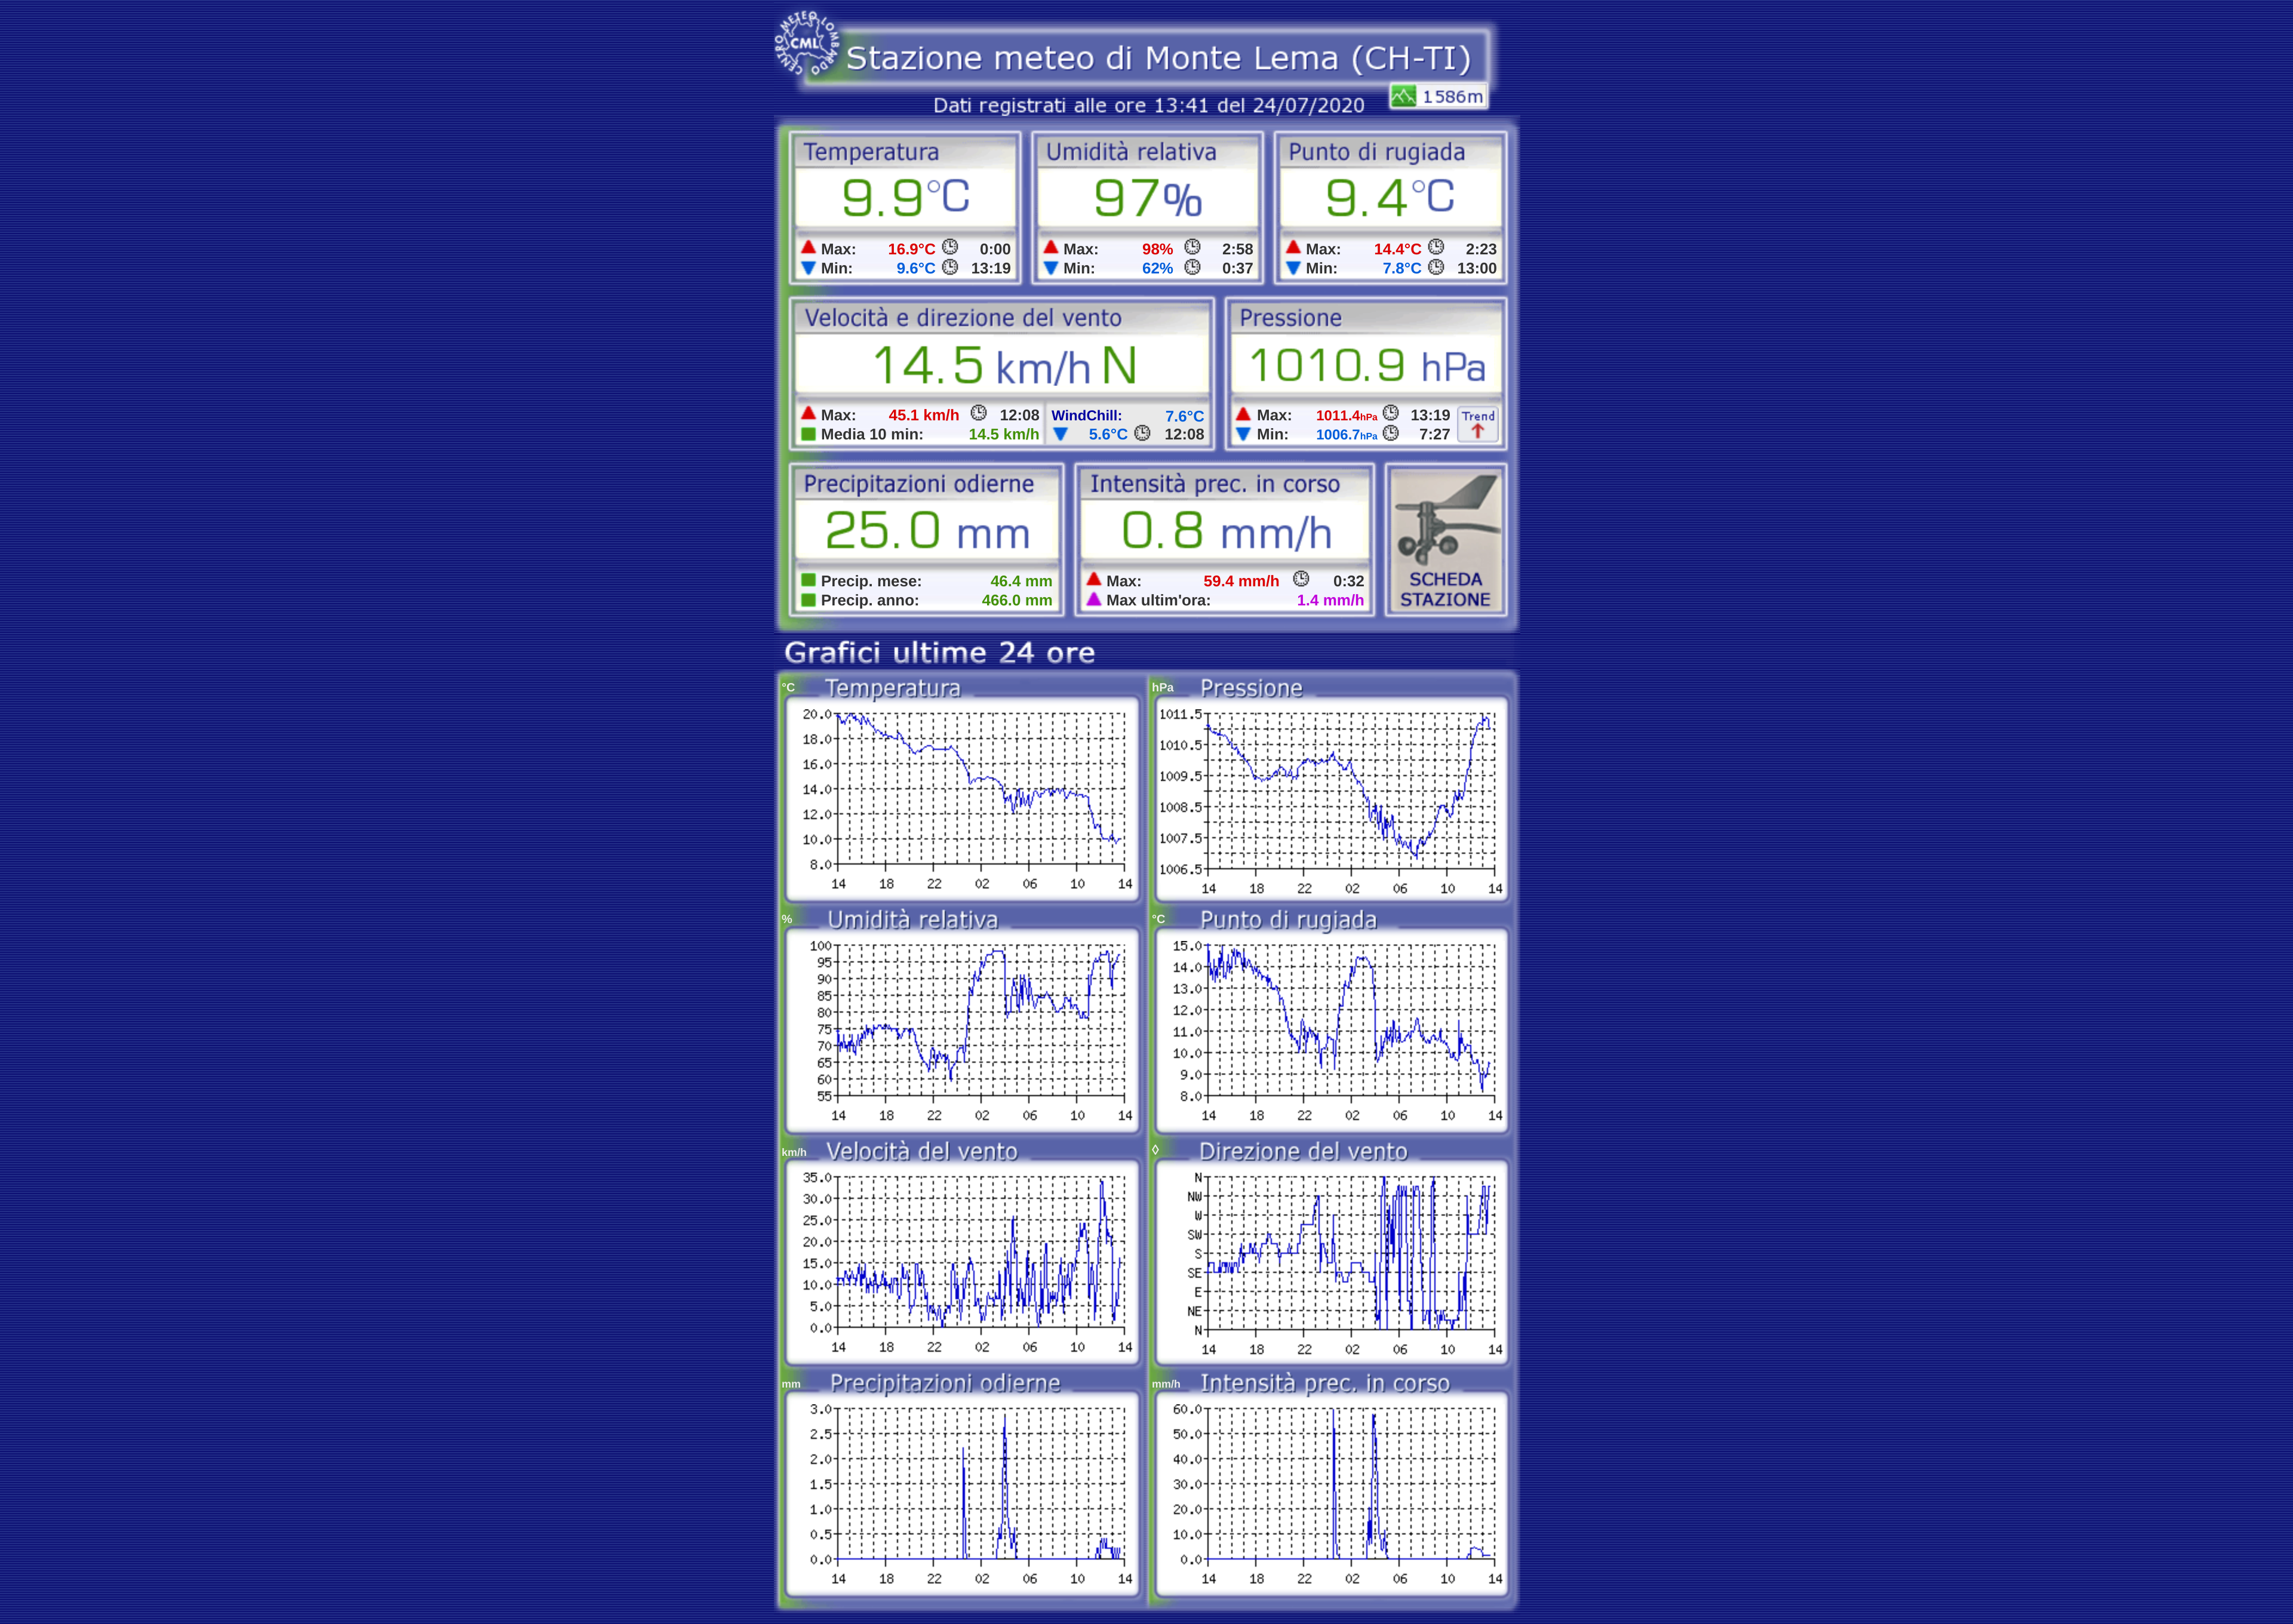 CENTRO METEO LOMBARDO
CML
Stazione meteo di Monte Lema (CH-TI)
1586m
Dati registrati alle ore 13:41 del 24/07/2020
Temperatura
9.9°C
Max: 16.9°C 0:00
Min: 9.6°C 13:19
Umidità relativa
97%
Max: 98% 2:58
Min: 62% 0:37
Punto di rugiada
9.4°C
Max: 14.4°C 2:23
Min: 7.8°C 13:00
Velocità e direzione del vento
14.5 km/h N
Max: 45.1 km/h 12:08
Media 10 min: 14.5 km/h
WindChill: 7.6°C
5.6°C 12:08
Pressione
1010.9 hPa
Max: 1011.4hPa 13:19
Min: 1006.7hPa 7:27
Trend
Precipitazioni odierne
25.0 mm
Precip. mese: 46.4 mm
Precip. anno: 466.0 mm
Intensità prec. in corso
0.8 mm/h
Max: 59.4 mm/h 0:32
Max ultim'ora: 1.4 mm/h
SCHEDA
STAZIONE
Grafici ultime 24 ore
°C Temperatura
20.0
18.0
16.0
14.0
12.0
10.0
8.0
14 18 22 02 06 10 14
hPa Pressione
1011.5
1010.5
1009.5
1008.5
1007.5
1006.5
14 18 22 02 06 10 14
% Umidità relativa
100
95
90
85
80
75
70
65
60
55
14 18 22 02 06 10 14
°C Punto di rugiada
15.0
14.0
13.0
12.0
11.0
10.0
9.0
8.0
14 18 22 02 06 10 14
km/h Velocità del vento
35.0
30.0
25.0
20.0
15.0
10.0
5.0
0.0
14 18 22 02 06 10 14
◊ Direzione del vento
N
NW
W
SW
S
SE
E
NE
N
14 18 22 02 06 10 14
mm Precipitazioni odierne
3.0
2.5
2.0
1.5
1.0
0.5
0.0
14 18 22 02 06 10 14
mm/h Intensità prec. in corso
60.0
50.0
40.0
30.0
20.0
10.0
0.0
14 18 22 02 06 10 14